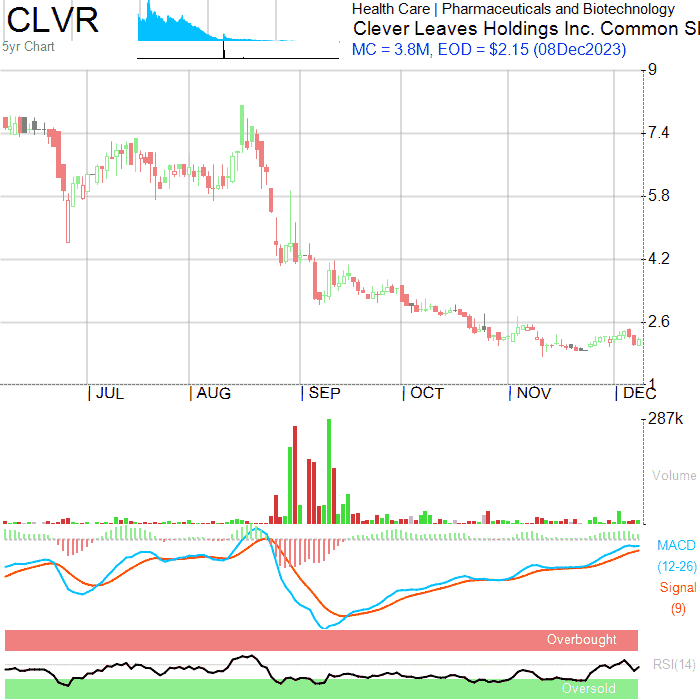 CLVR
5yr Chart
Health Care | Pharmaceuticals and Biotechnology
Clever Leaves Holdings Inc. Common S
MC = 3.8M, EOD = $2.15 (08Dec2023)
9
7.4
5.8
4.2
2.6
1
JUL AUG SEP OCT NOV DEC
287k
Volume
MACD
(12-26)
Signal
(9)
Overbought
RSI(14)
Oversold